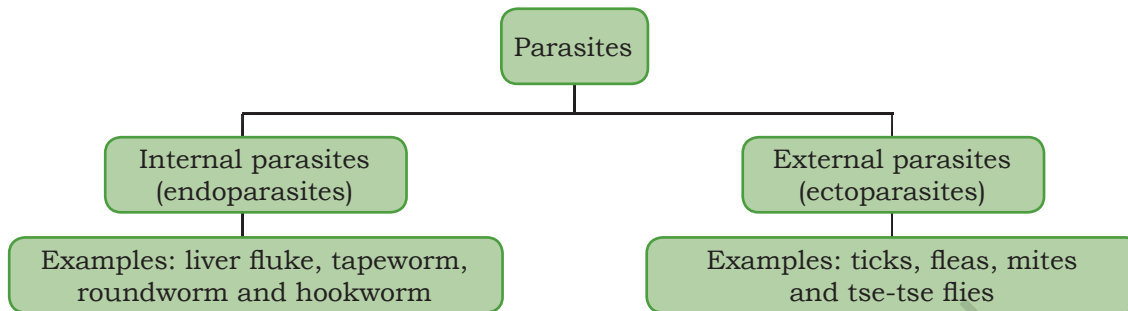 Parasites
Internal parasites
(endoparasites)
External parasites
(ectoparasites)
Examples: liver fluke, tapeworm,
roundworm and hookworm
Examples: ticks, fleas, mites
and tse-tse flies